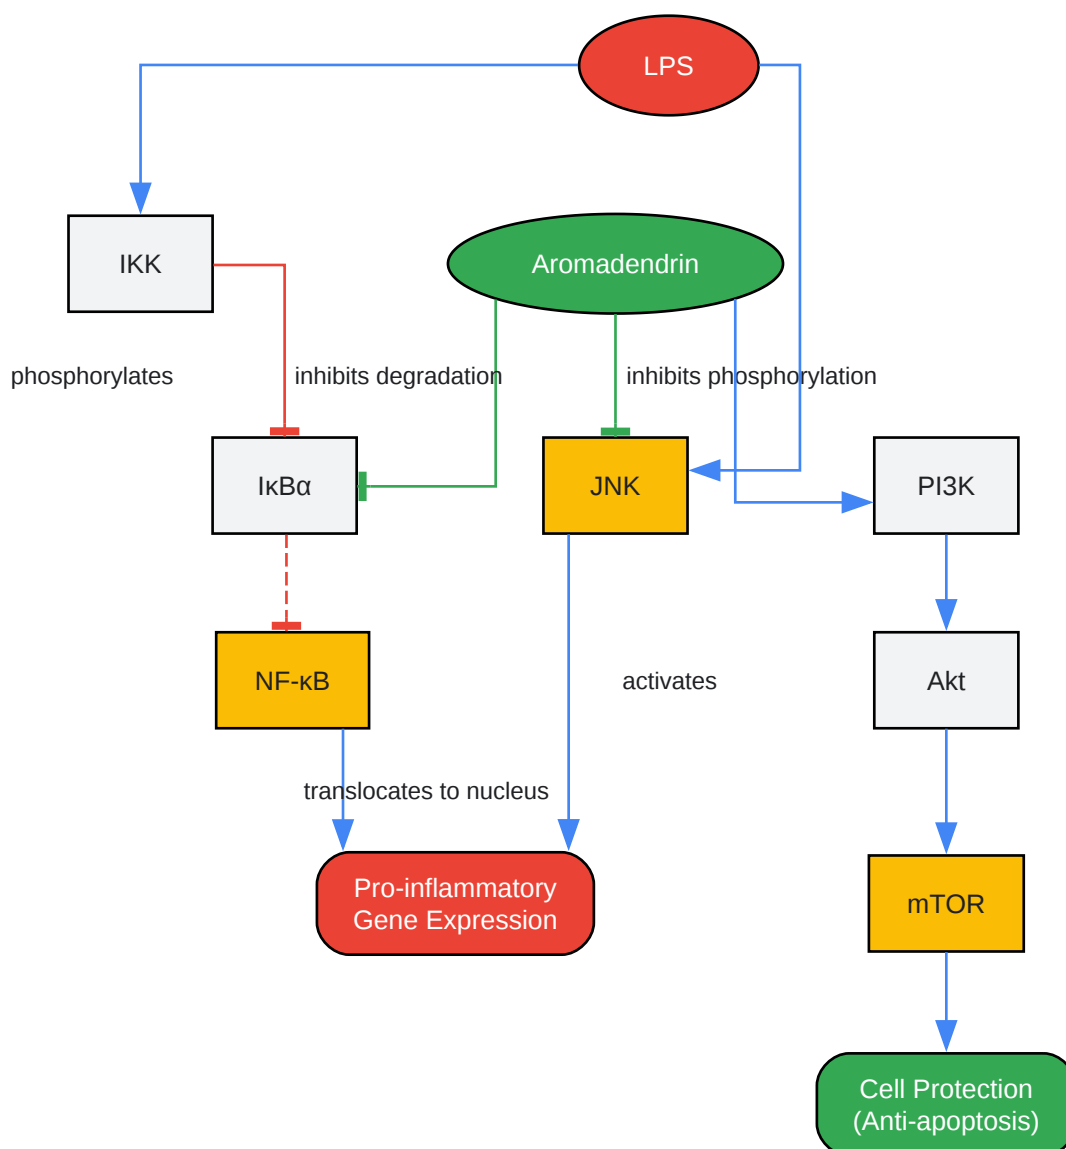 LPS
IKK
Aromadendrin
phosphorylates
inhibits degradation
inhibits phosphorylation
IκBα
JNK
PI3K
NF-κB
activates
Akt
translocates to nucleus
Pro-inflammatory
Gene Expression
mTOR
Cell Protection
(Anti-apoptosis)